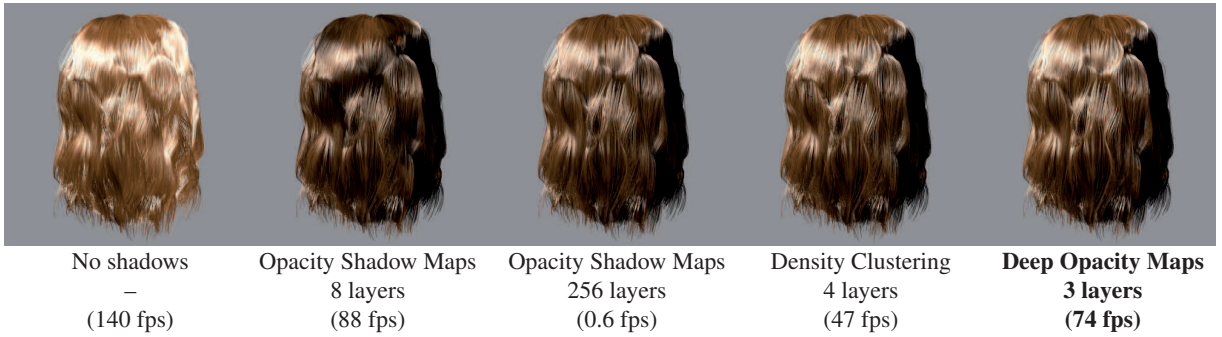 No shadows
–
(140 fps)
Opacity Shadow Maps
8 layers
(88 fps)
Opacity Shadow Maps
256 layers
(0.6 fps)
Density Clustering
4 layers
(47 fps)
Deep Opacity Maps
3 layers
(74 fps)